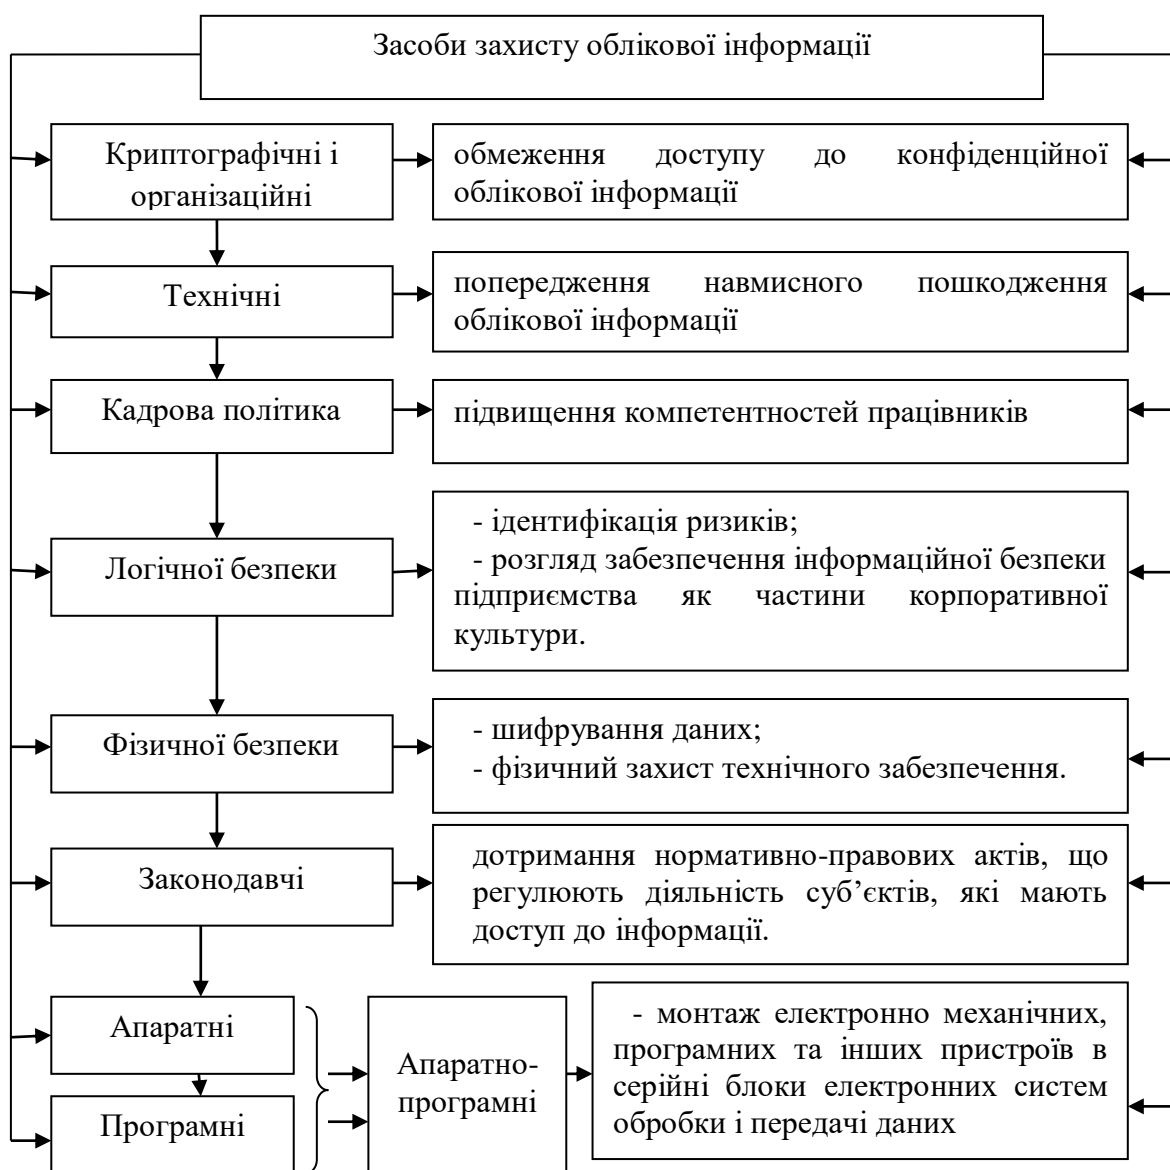 Засоби захисту облікової інформації
Криптографічні і
організаційні
обмеження доступу до конфіденційної
облікової інформації
Технічні
попередження навмисного пошкодження
облікової інформації
Кадрова політика
підвищення компетентностей працівників
Логічної безпеки
- ідентифікація ризиків;
- розгляд забезпечення інформаційної безпеки
підприємства як частини корпоративної
культури.
Фізичної безпеки
- шифрування даних;
- фізичний захист технічного забезпечення.
Законодавчі
дотримання нормативно-правових актів, що
регулюють діяльність суб’єктів, які мають
доступ до інформації.
Апаратні
Програмні
Апаратно-
програмні
- монтаж електронно механічних,
програмних та інших пристроїв в
серійні блоки електронних систем
обробки і передачі даних